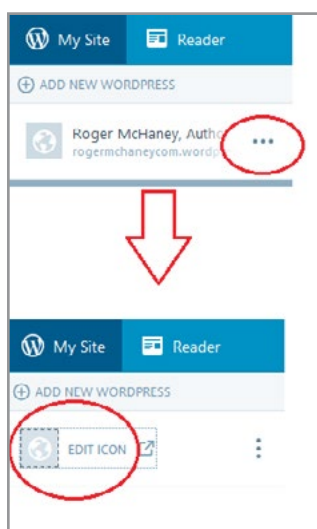 My Site Reader
ADD NEW WORDPRESS
Roger McHaney, Autho
rogermchaneycom.wordp
My Site Reader
ADD NEW WORDPRESS
EDIT ICON